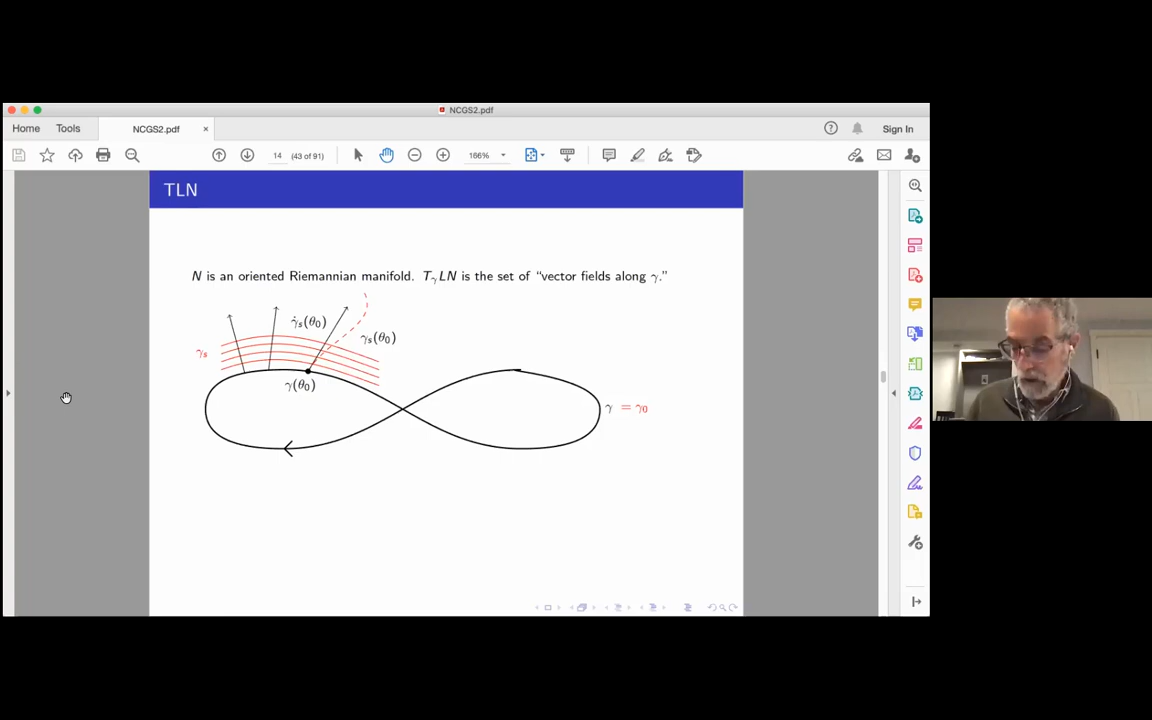 NCGS2.pdf
Home Tools NCGS2.pdf × Sign In
14 (43 of 91) 166%
TLN
N is an oriented Riemannian manifold. TγLN is the set of “vector fields along γ.”
γ̇s(θ0)
γs(θ0)
γs
γ(θ0)
γ = γ0